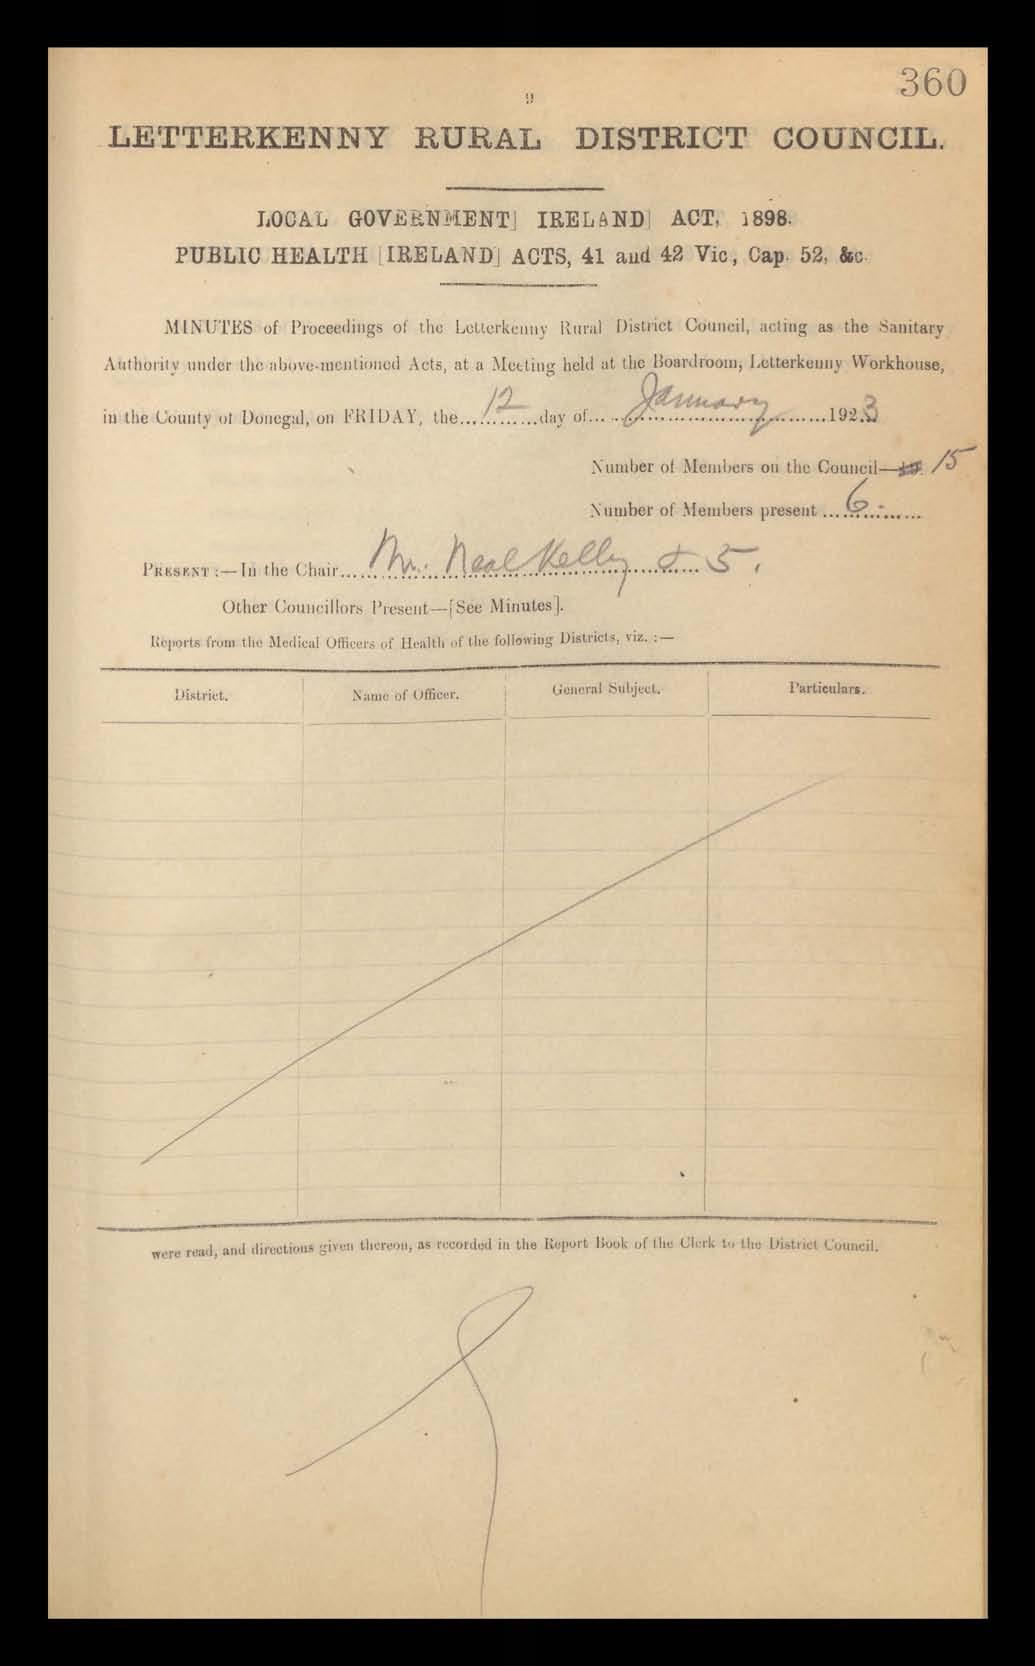 360
9
LETTERKENNY RURAL DISTRICT COUNCIL.
LOCAL GOVERNMENT] IRELAND] ACT, 1898.
PUBLIC HEALTH [IRELAND] ACTS, 41 and 42 Vic., Cap. 52, &c.
MINUTES of Proceedings of the Letterkenny Rural District Council, acting as the Sanitary
Authority under the above-mentioned Acts, at a Meeting held at the Boardroom, Letterkenny Workhouse,
in the County of Donegal, on FRIDAY, the 12 day of January 1923
Number of Members on the Council— 15
Number of Members present 6
PRESENT :—In the Chair Mr. Neal Kelly & 5.
Other Councillors Present—[See Minutes].
Reports from the Medical Officers of Health of the following Districts, viz. :—
District. Name of Officer. General Subject. Particulars.
were read, and directions given thereon, as recorded in the Report Book of the Clerk to the District Council.